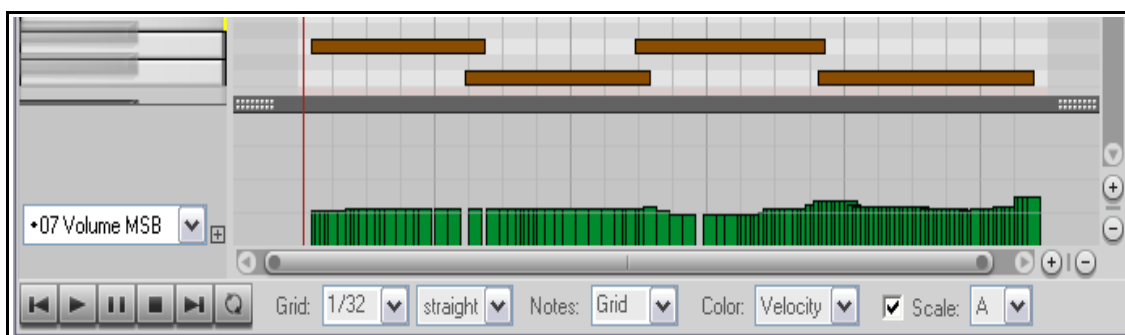 •07 Volume MSB
Grid: 1/32 straight Notes: Grid Color: Velocity Scale: A